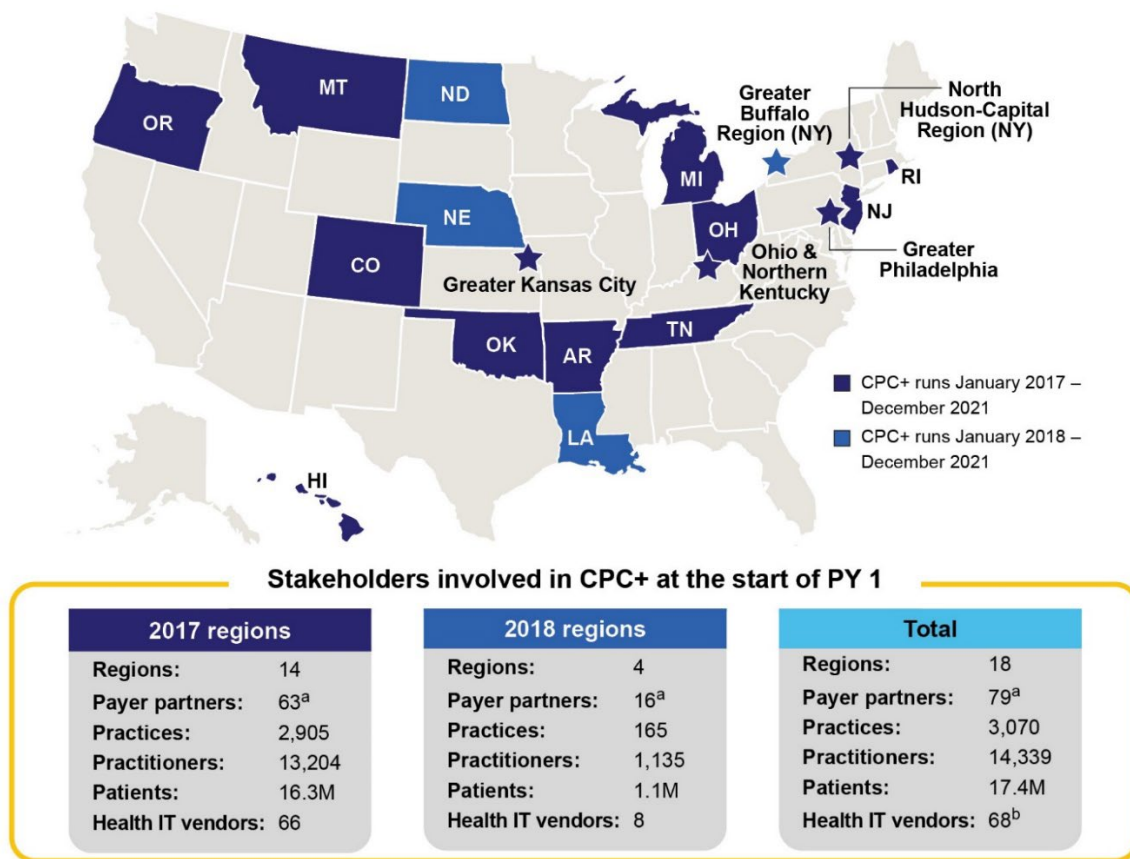 MT
ND
OR
Greater
Buffalo
Region (NY)
North
Hudson-Capital
Region (NY)
MI
RI
NE
NJ
OH
CO
Greater Kansas City
Ohio &
Northern
Kentucky
Greater
Philadelphia
OK
AR
TN
LA
HI
CPC+ runs January 2017 –
December 2021
CPC+ runs January 2018 –
December 2021
Stakeholders involved in CPC+ at the start of PY 1
2017 regions
Regions: 14
Payer partners: 63a
Practices: 2,905
Practitioners: 13,204
Patients: 16.3M
Health IT vendors: 66
2018 regions
Regions: 4
Payer partners: 16a
Practices: 165
Practitioners: 1,135
Patients: 1.1M
Health IT vendors: 8
Total
Regions: 18
Payer partners: 79a
Practices: 3,070
Practitioners: 14,339
Patients: 17.4M
Health IT vendors: 68b